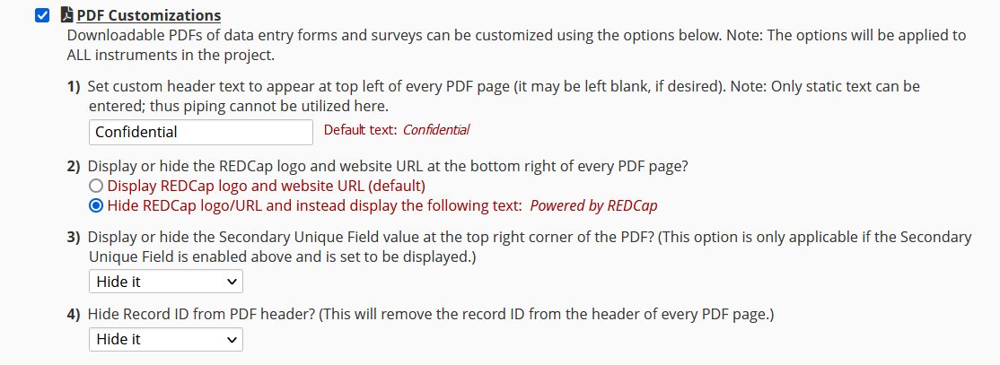 PDF Customizations
Downloadable PDFs of data entry forms and surveys can be customized using the options below. Note: The options will be applied to
ALL instruments in the project.
1) Set custom header text to appear at top left of every PDF page (it may be left blank, if desired). Note: Only static text can be
entered; thus piping cannot be utilized here.
Confidential Default text: Confidential
2) Display or hide the REDCap logo and website URL at the bottom right of every PDF page?
Display REDCap logo and website URL (default)
Hide REDCap logo/URL and instead display the following text: Powered by REDCap
3) Display or hide the Secondary Unique Field value at the top right corner of the PDF? (This option is only applicable if the Secondary
Unique Field is enabled above and is set to be displayed.)
Hide it
4) Hide Record ID from PDF header? (This will remove the record ID from the header of every PDF page.)
Hide it